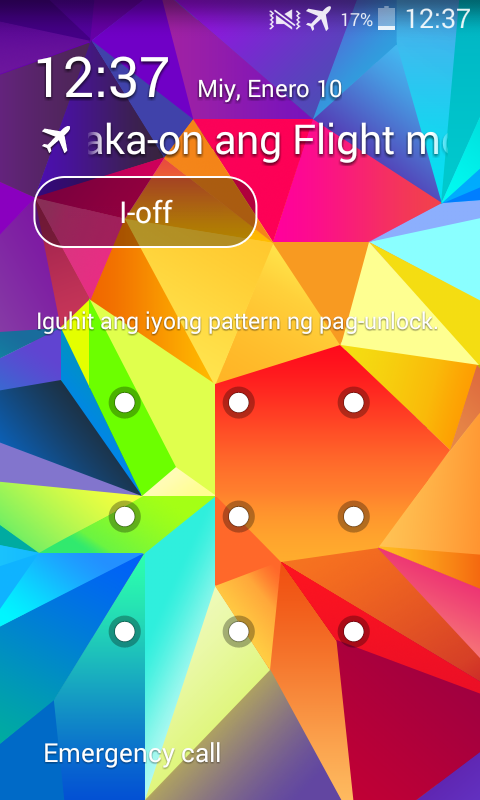 17% 12:37
12:37 Miy, Enero 10
aka-on ang Flight
I-off
Iguhit ang iyong pattern ng pag-unlock.
Emergency call